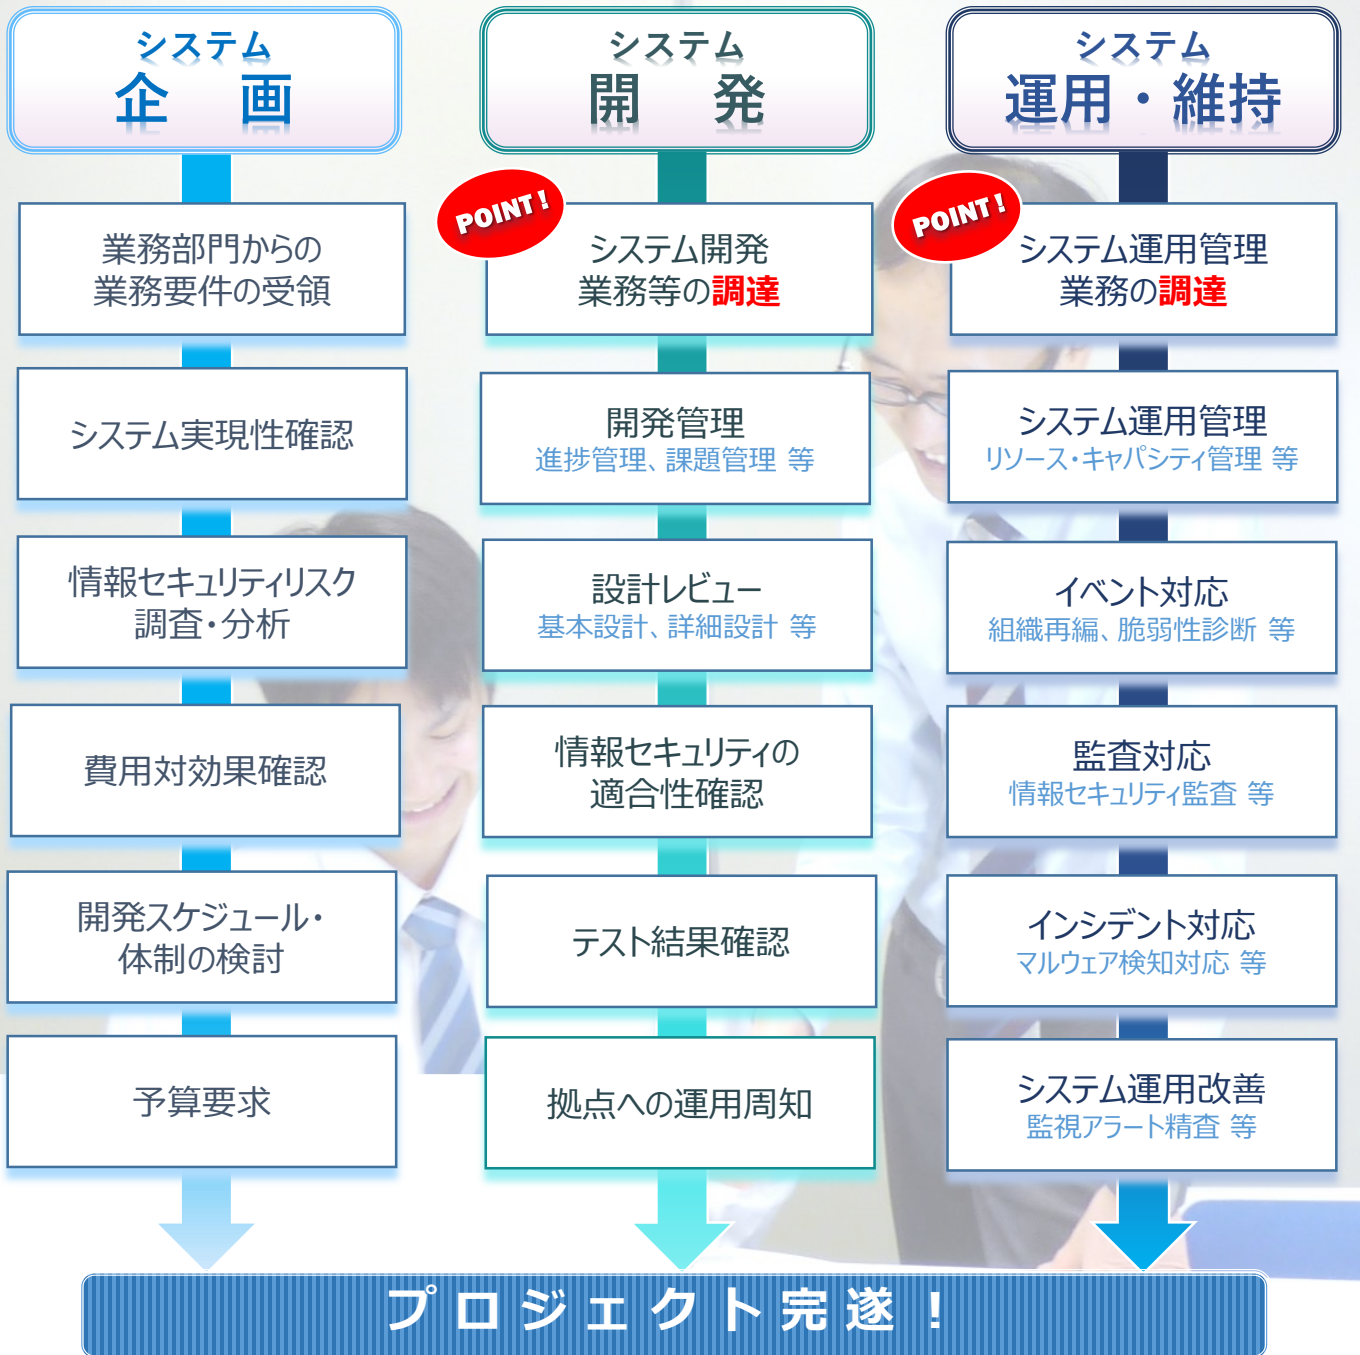 システム
企　画
業務部門からの
業務要件の受領
システム実現性確認
情報セキュリティリスク
調査・分析
費用対効果確認
開発スケジュール・
体制の検討
予算要求
システム
開　発
POINT！
システム開発
業務等の調達
開発管理
進捗管理、課題管理 等
設計レビュー
基本設計、詳細設計 等
情報セキュリティの
適合性確認
テスト結果確認
拠点への運用周知
システム
運用・維持
POINT！
システム運用管理
業務の調達
システム運用管理
リソース・キャパシティ管理 等
イベント対応
組織再編、脆弱性診断 等
監査対応
情報セキュリティ監査 等
インシデント対応
マルウェア検知対応 等
システム運用改善
監視アラート精査 等
プロジェクト完遂！